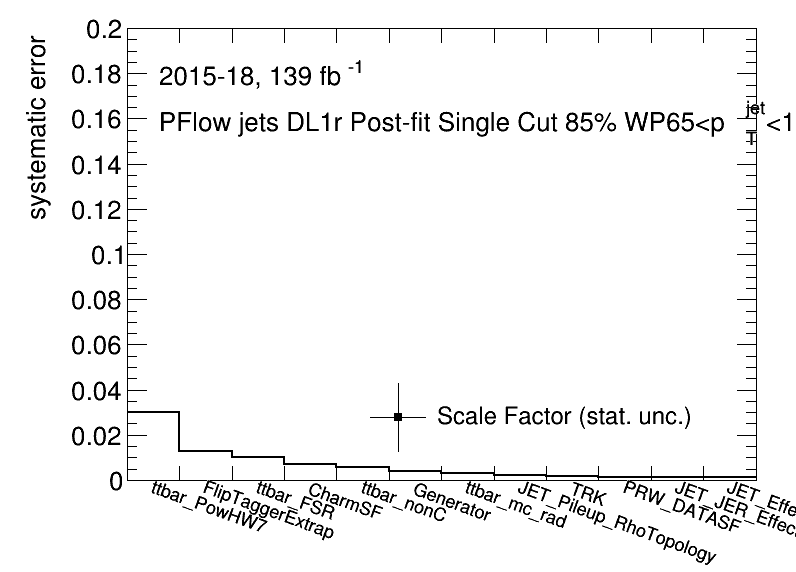 systematic error
0.2
0.18
0.16
0.14
0.12
0.1
0.08
0.06
0.04
0.02
0
2015-18, 139 fb -1
PFlow jets DL1r Post-fit Single Cut 85% WP65<p jet T <1
Scale Factor (stat. unc.)
ttbar_PowHW7
FlipTaggerExtrap
ttbar_FSR
CharmSF
ttbar_nonC
Generator
ttbar_mc_rad
JET_Pileup_RhoTopology
TRK
PRW_DATASF
JET_JER_Effec
JET_Effe